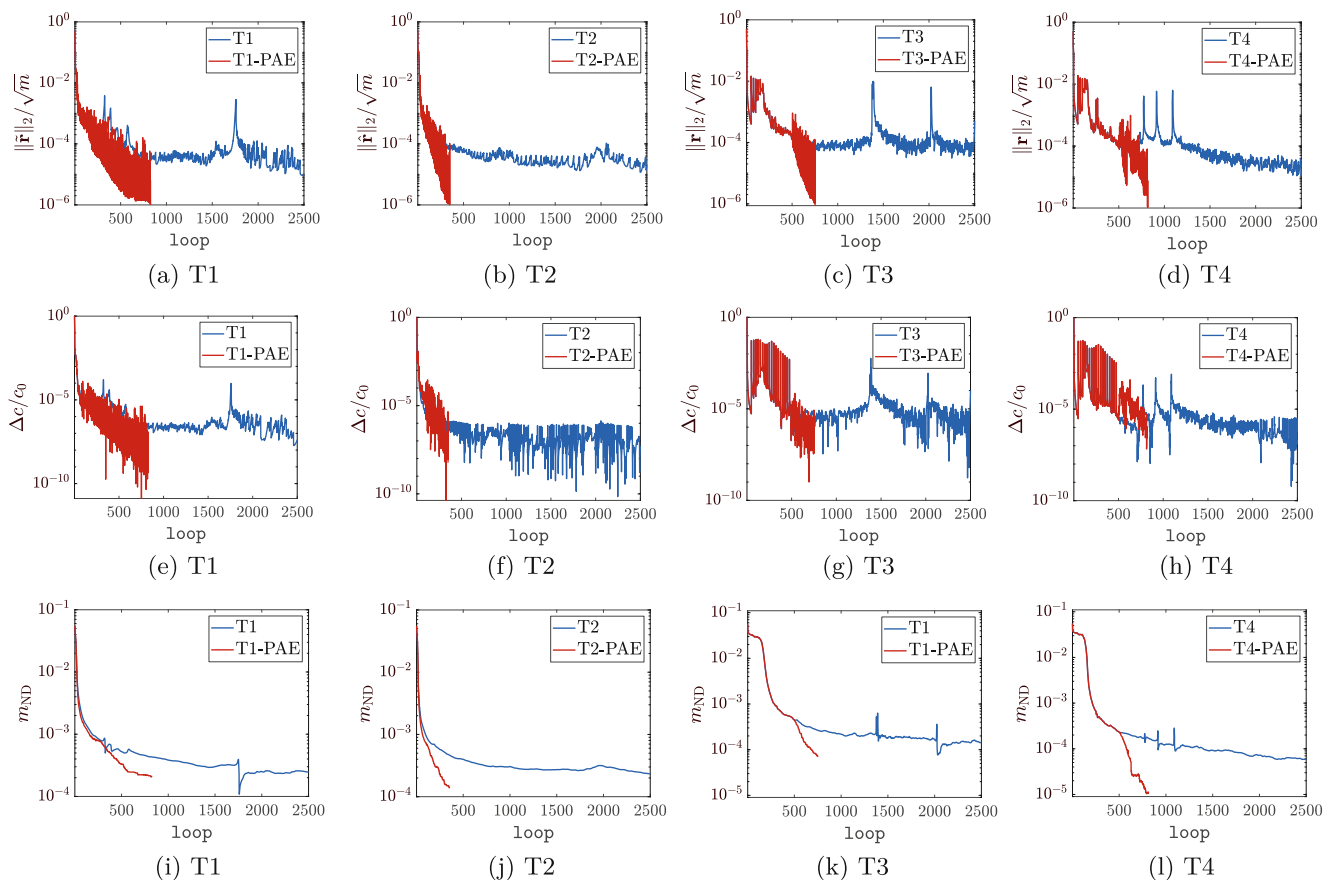 10^0
10^-2
10^-4
10^-6
‖r̃‖₂/√m
T1
T1-PAE
500 1000 1500 2000 2500
loop
(a) T1
10^0
10^-2
10^-4
10^-6
‖r̂‖₂/√m
T2
T2-PAE
500 1000 1500 2000 2500
loop
(b) T2
10^0
10^-2
10^-4
10^-6
‖r‖₂/√m
T3
T3-PAE
500 1000 1500 2000 2500
loop
(c) T3
10^0
10^-2
10^-4
10^-6
‖r‖₂/√m
T4
T4-PAE
500 1000 1500 2000 2500
loop
(d) T4
10^0
10^-5
10^-10
Δc/c₀
T1
T1-PAE
500 1000 1500 2000 2500
loop
(e) T1
10^0
10^-5
10^-10
Δc/c₀
T2
T2-PAE
500 1000 1500 2000 2500
loop
(f) T2
10^0
10^-5
10^-10
Δc/c₀
T3
T3-PAE
500 1000 1500 2000 2500
loop
(g) T3
10^0
10^-5
10^-10
Δc/c₀
T4
T4-PAE
500 1000 1500 2000 2500
loop
(h) T4
10^-1
10^-2
10^-3
10^-4
m_ND
T1
T1-PAE
500 1000 1500 2000 2500
loop
(i) T1
10^-1
10^-2
10^-3
10^-4
m_ND
T2
T2-PAE
500 1000 1500 2000 2500
loop
(j) T2
10^-1
10^-2
10^-3
10^-4
10^-5
m_ND
T1
T1-PAE
500 1000 1500 2000 2500
loop
(k) T3
10^-1
10^-2
10^-3
10^-4
10^-5
m_ND
T4
T4-PAE
500 1000 1500 2000 2500
loop
(l) T4